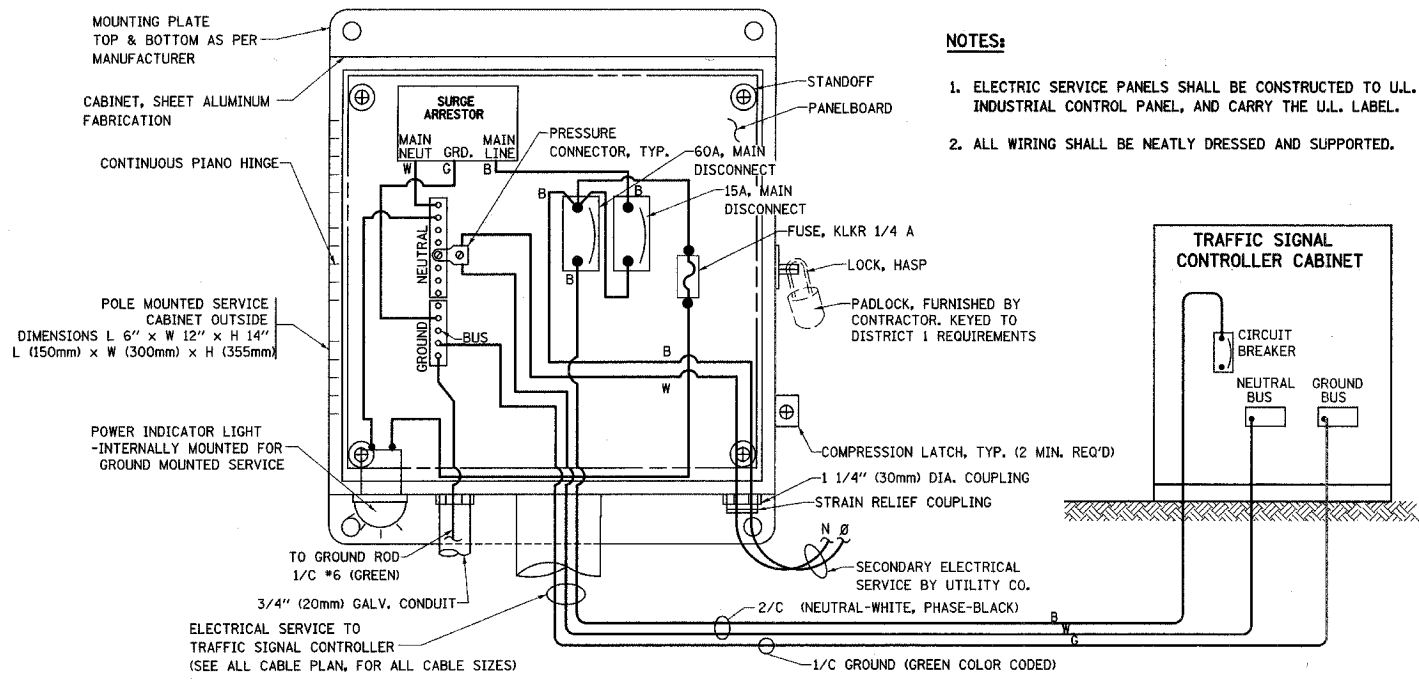 MOUNTING PLATE
TOP & BOTTOM AS PER
MANUFACTURER
CABINET, SHEET ALUMINUM
FABRICATION
CONTINUOUS PIANO HINGE
POLE MOUNTED SERVICE
CABINET OUTSIDE
DIMENSIONS L 6" x W 12" x H 14"
L (150mm) x W (300mm) x H (355mm)
POWER INDICATOR LIGHT
-INTERNALLY MOUNTED FOR
GROUND MOUNTED SERVICE
SURGE
ARRESTOR
MAIN
NEUT
GRD.
MAIN
LINE
W
G
B
PRESSURE
CONNECTOR, TYP.
60A, MAIN
DISCONNECT
15A, MAIN
DISCONNECT
FUSE, KLKR 1/4 A
B
B
B
NEUTRAL
GROUND
BUS
B
W
STANDOFF
PANELBOARD
LOCK, HASP
PADLOCK, FURNISHED BY
CONTRACTOR. KEYED TO
DISTRICT 1 REQUIREMENTS
COMPRESSION LATCH, TYP. (2 MIN. REQ'D)
1 1/4" (30mm) DIA. COUPLING
STRAIN RELIEF COUPLING
N Ø
SECONDARY ELECTRICAL
SERVICE BY UTILITY CO.
TO GROUND ROD
1/C #6 (GREEN)
3/4" (20mm) GALV. CONDUIT
ELECTRICAL SERVICE TO
TRAFFIC SIGNAL CONTROLLER
(SEE ALL CABLE PLAN, FOR ALL CABLE SIZES)
2/C (NEUTRAL-WHITE, PHASE-BLACK)
B
W
G
1/C GROUND (GREEN COLOR CODED)
NOTES:
1. ELECTRIC SERVICE PANELS SHALL BE CONSTRUCTED TO U.L.
INDUSTRIAL CONTROL PANEL, AND CARRY THE U.L. LABEL.
2. ALL WIRING SHALL BE NEATLY DRESSED AND SUPPORTED.
TRAFFIC SIGNAL
CONTROLLER CABINET
CIRCUIT
BREAKER
NEUTRAL
BUS
GROUND
BUS